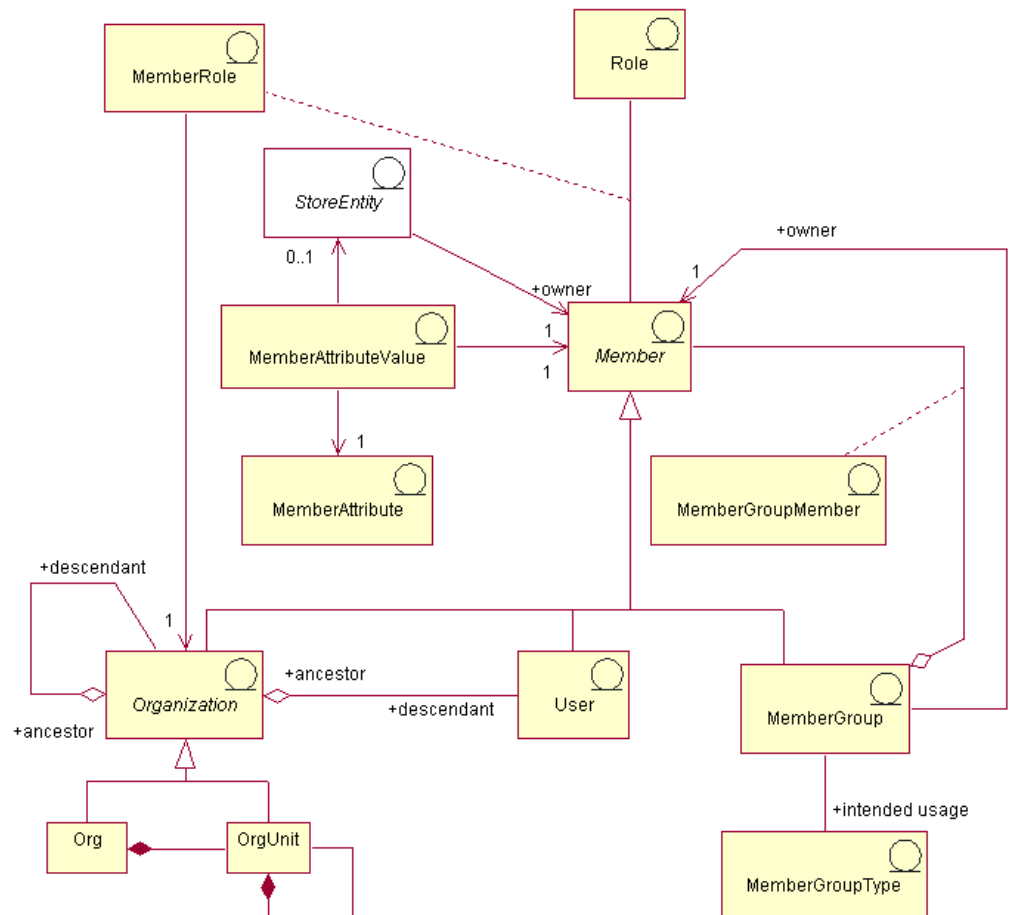 MemberRole
Role
StoreEntity
+owner
0..1
+owner
1
MemberAttributeValue
1
Member
1
1
MemberAttribute
MemberGroupMember
+descendant
1
Organization
+ancestor
+descendant
User
MemberGroup
+ancestor
+intended usage
Org
OrgUnit
MemberGroupType